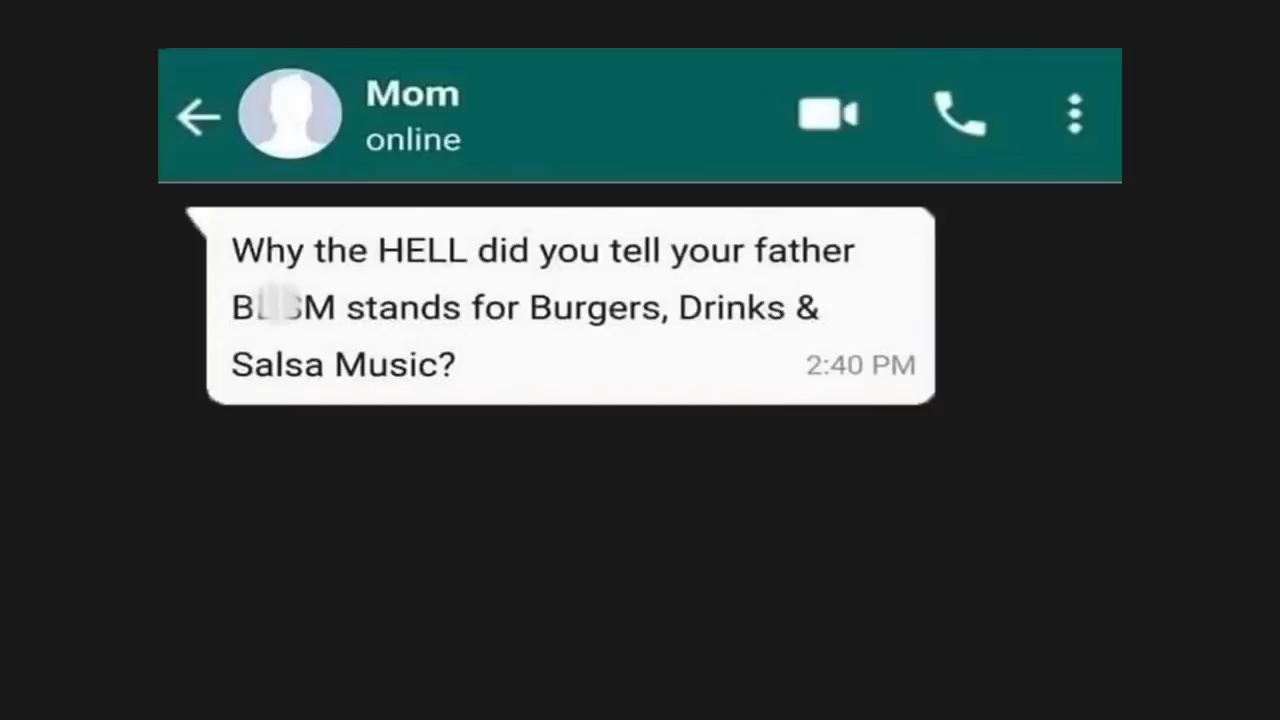 Mom
online
Why the HELL did you tell your father
stands for Burgers, Drinks &
Salsa Music?
2:40 PM